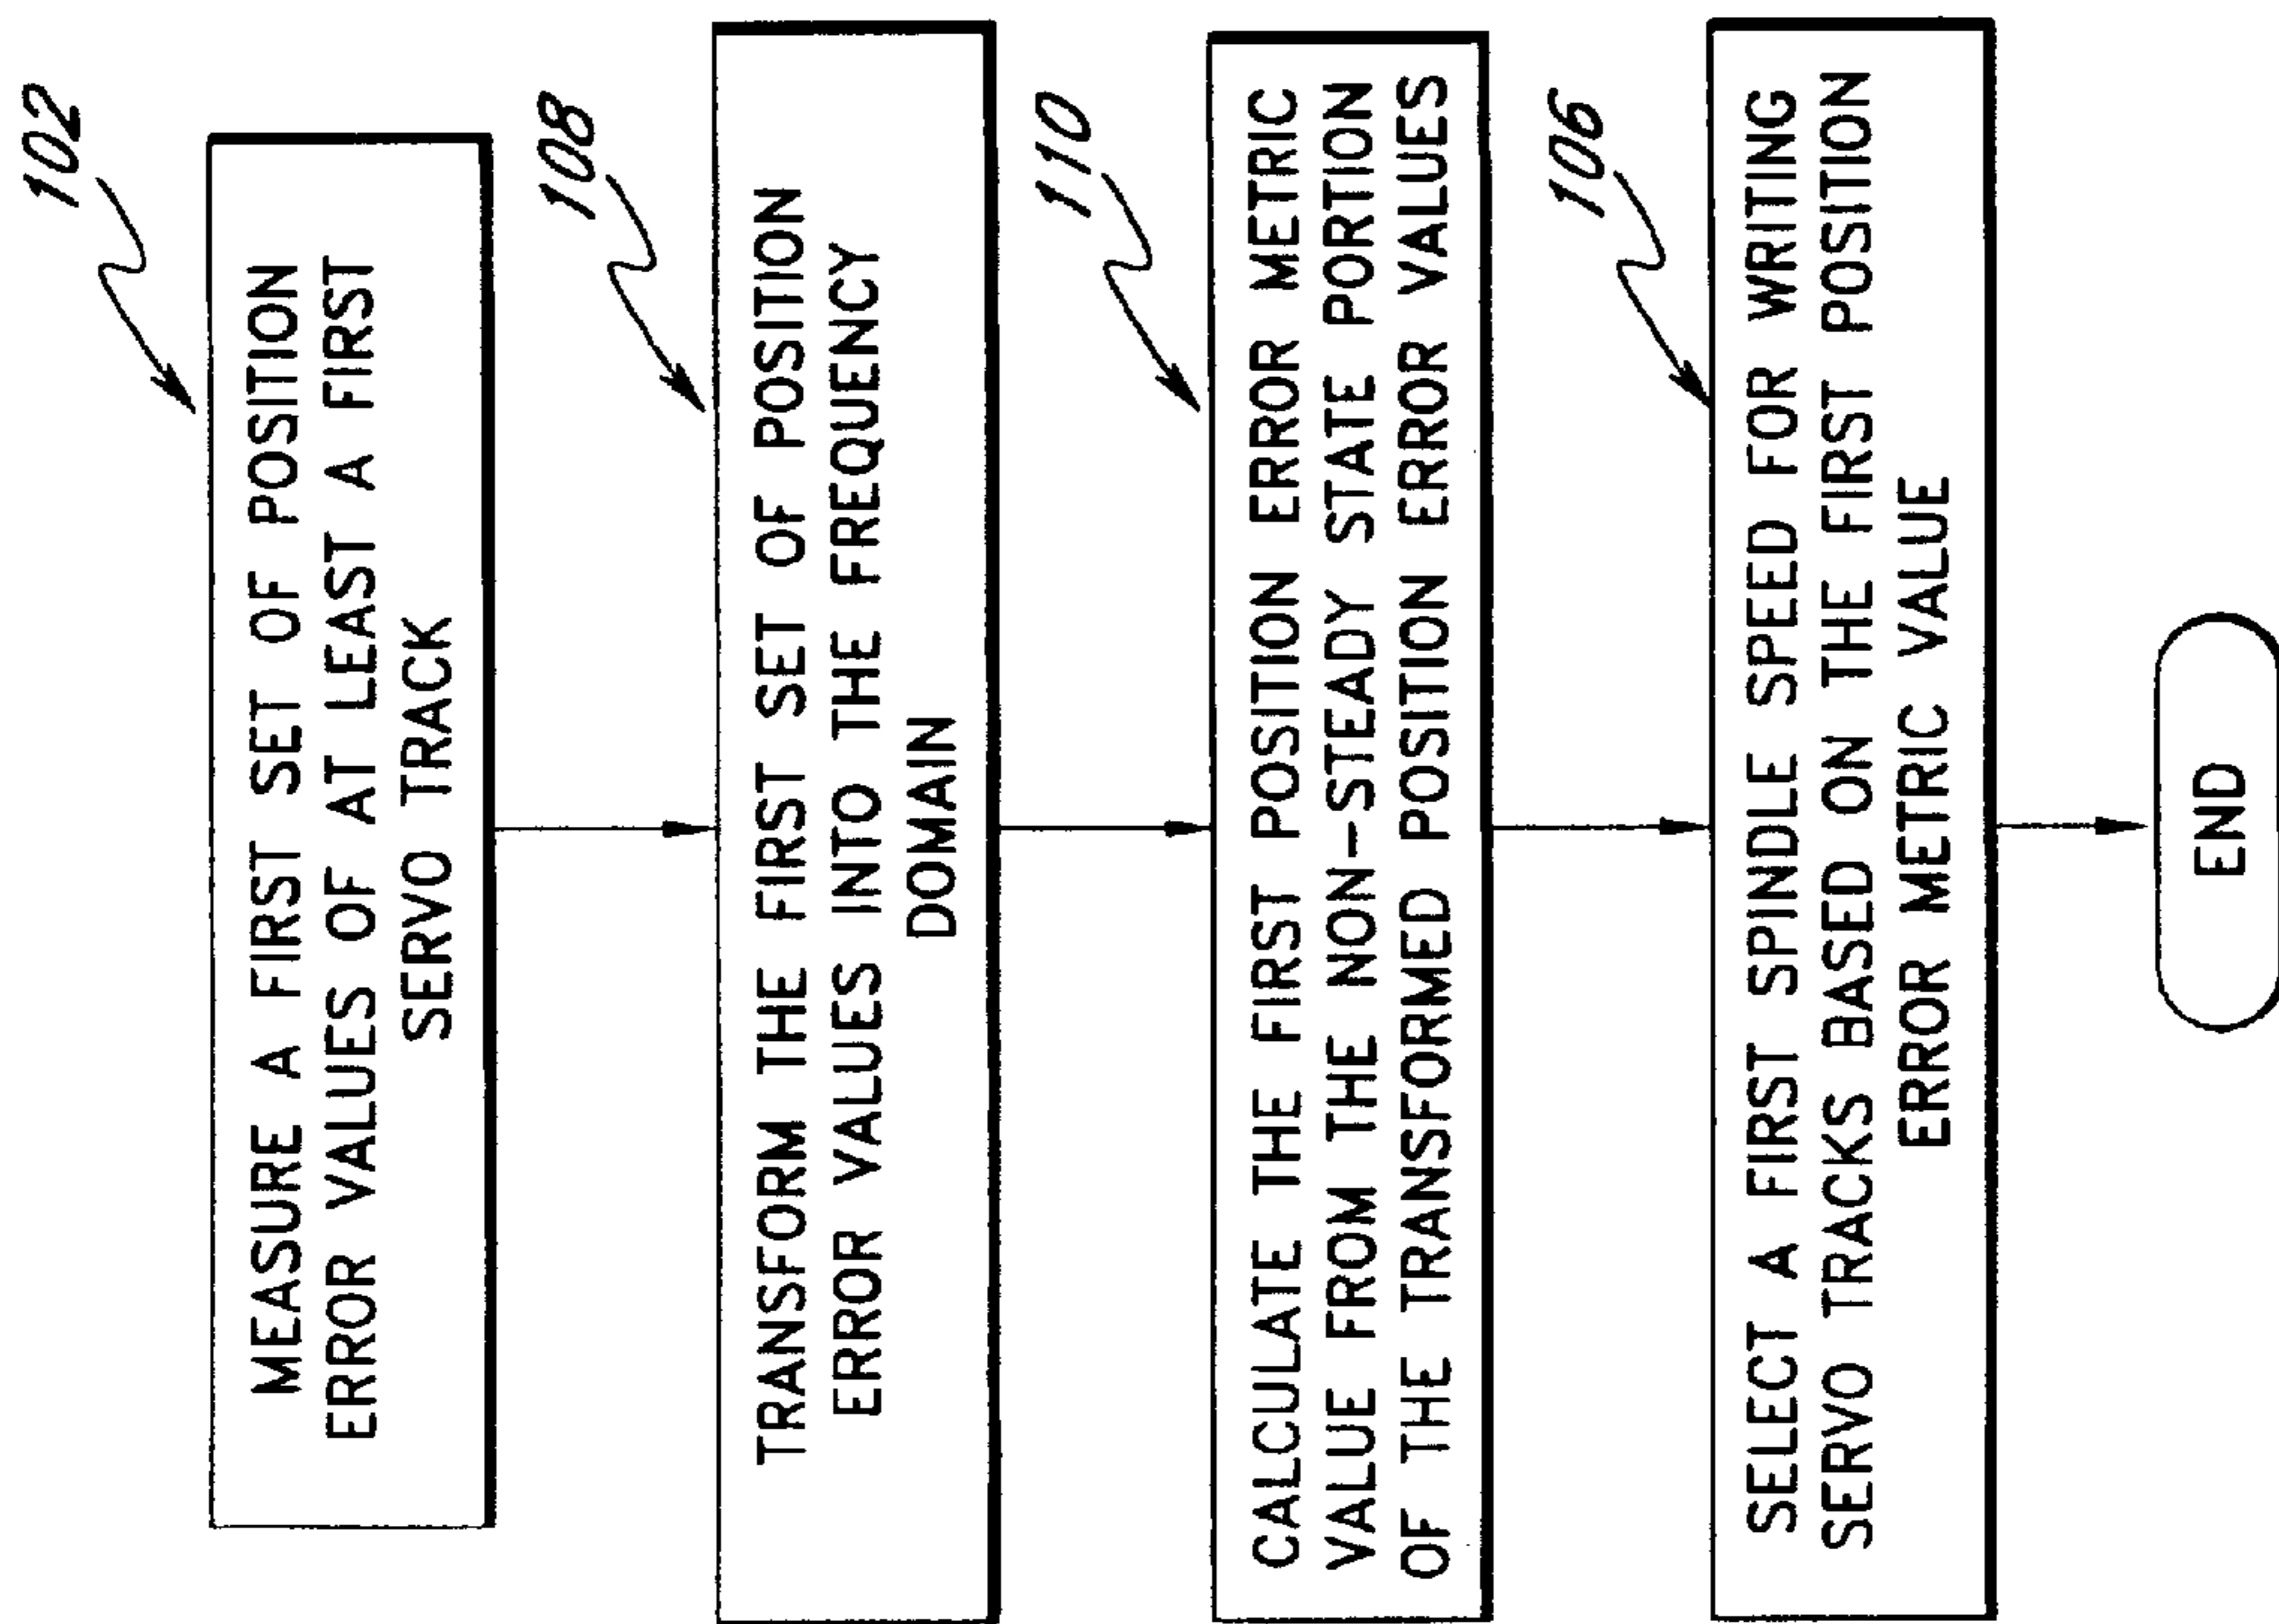 102
MEASURE A FIRST SET OF POSITION
ERROR VALUES OF AT LEAST A FIRST
SERVO TRACK
108
TRANSFORM THE FIRST SET OF POSITION
ERROR VALUES INTO THE FREQUENCY
DOMAIN
110
CALCULATE THE FIRST POSITION ERROR METRIC
VALUE FROM THE NON-STEADY STATE PORTION
OF THE TRANSFORMED POSITION ERROR VALUES
106
SELECT A FIRST SPINDLE SPEED FOR WRITING
SERVO TRACKS BASED ON THE FIRST POSITION
ERROR METRIC VALUE
END